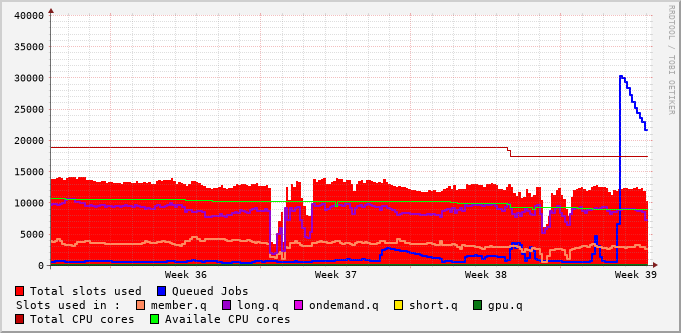 40000
35000
30000
25000
20000
15000
10000
5000
0
Week 36 Week 37 Week 38 Week 39
Total slots used Queued Jobs
Slots used in : member.q long.q ondemand.q short.q gpu.q
Total CPU cores Availale CPU cores
RRDTOOL / TOBI OETIKER